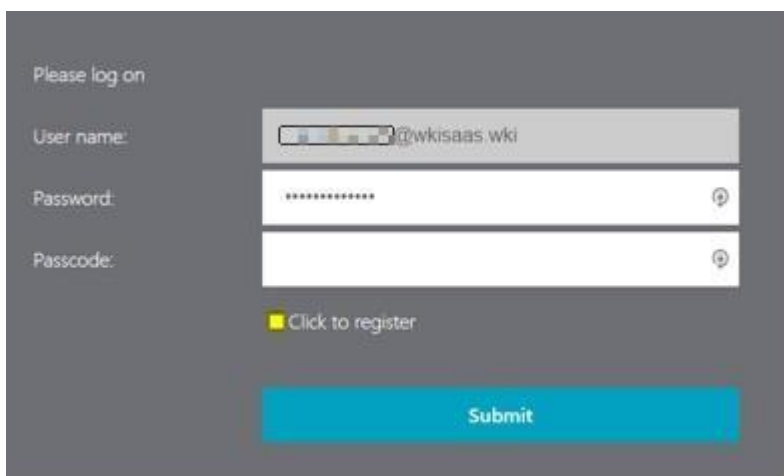 Please log on
User name: @wkisaas.wki
Password: •••••••••••••
Passcode:
Click to register
Submit